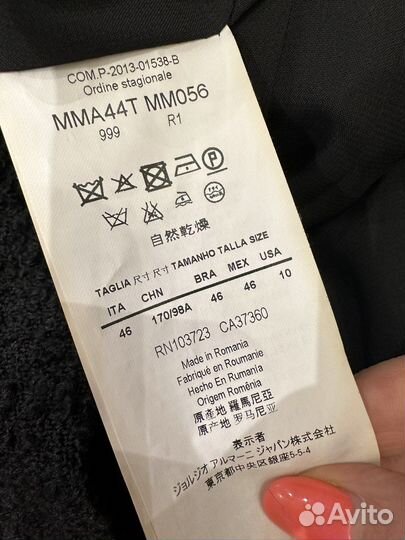 COM.P-2013-01538-B
Ordine stagionale
MMA44T MM056
999 R1
P
自然乾燥
TAGLIA 尺寸 尺寸 TAMANHO TALLA SIZE
ITA CHN BRA MEX USA
46 170/98A 46 46 10
RN103723 CA37360
Made in Romania
Fabriqué en Roumanie
Hecho En Rumanía
Origem Romênia
原産地 羅馬尼亞
原产地 罗马尼亚
表示者
ジョルジオ アルマーニ ジャパン株式会社
東京都中央区銀座5-5-4
Avito